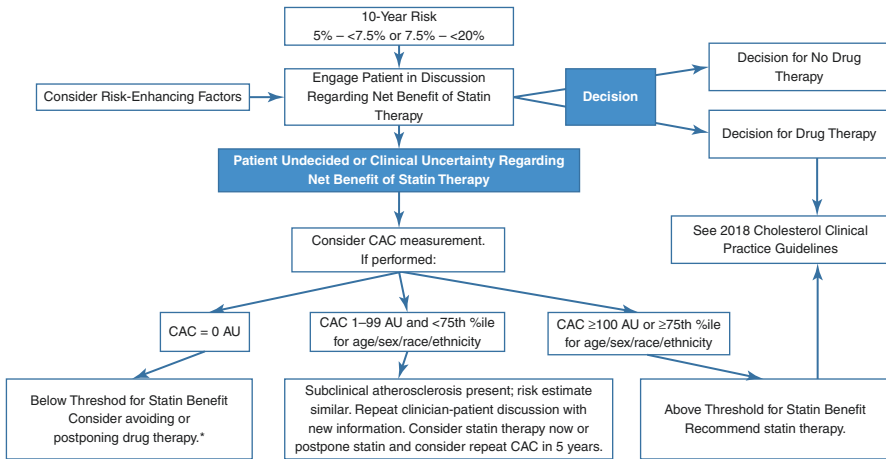 10-Year Risk
5% – <7.5% or 7.5% – <20%
Consider Risk-Enhancing Factors
Engage Patient in Discussion
Regarding Net Benefit of Statin
Therapy
Decision
Decision for No Drug
Therapy
Decision for Drug Therapy
Patient Undecided or Clinical Uncertainty Regarding
Net Benefit of Statin Therapy
See 2018 Cholesterol Clinical
Practice Guidelines
Consider CAC measurement.
If performed:
CAC = 0 AU
CAC 1–99 AU and <75th %ile
for age/sex/race/ethnicity
CAC ≥100 AU or ≥75th %ile
for age/sex/race/ethnicity
Below Threshod for Statin Benefit
Consider avoiding or
postponing drug therapy.*
Subclinical atherosclerosis present; risk estimate
similar. Repeat clinician-patient discussion with
new information. Consider statin therapy now or
postpone statin and consider repeat CAC in 5 years.
Above Threshold for Statin Benefit
Recommend statin therapy.